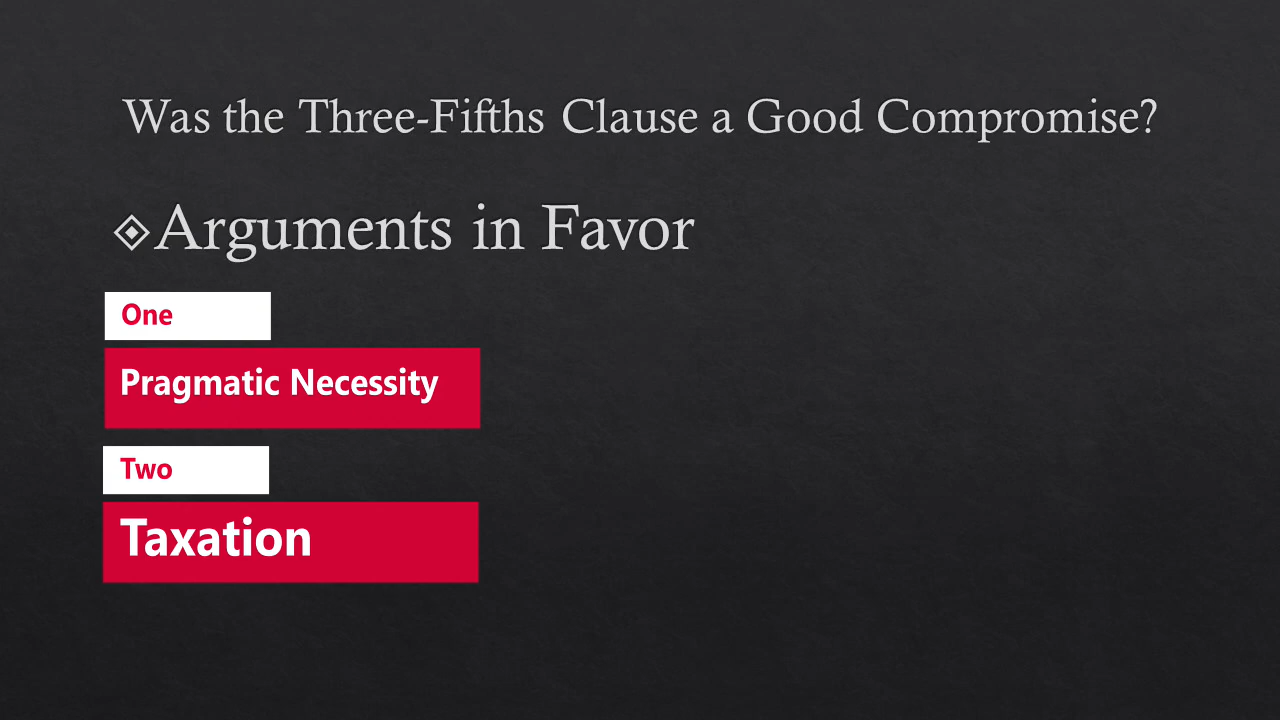 Was the Three-Fifths Clause a Good Compromise?
Arguments in Favor
One
Pragmatic Necessity
Two
Taxation